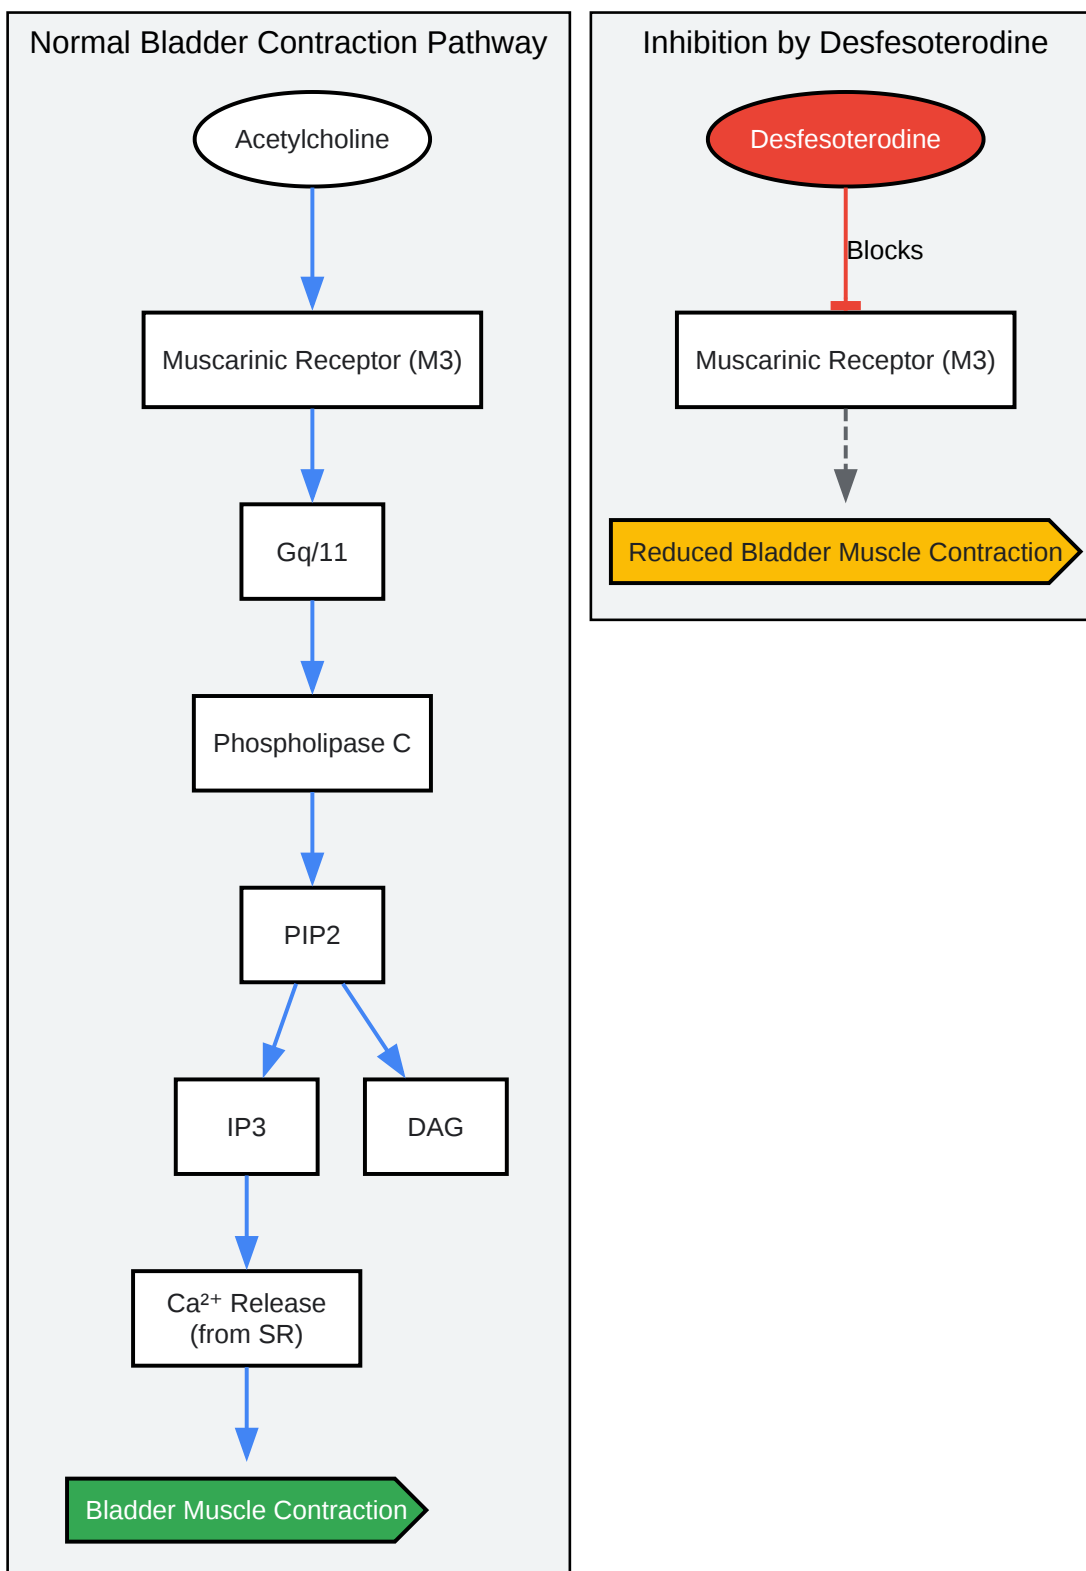 Normal Bladder Contraction Pathway
Acetylcholine
Muscarinic Receptor (M3)
Gq/11
Phospholipase C
PIP2
IP3
DAG
Ca²⁺ Release
(from SR)
Bladder Muscle Contraction
Inhibition by Desfesoterodine
Desfesoterodine
Blocks
Muscarinic Receptor (M3)
Reduced Bladder Muscle Contraction